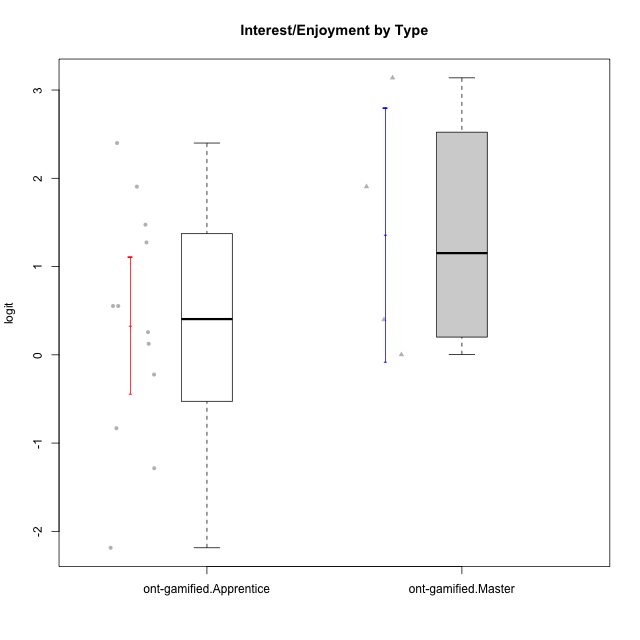 Interest/Enjoyment by Type
3
2
1
0
-1
-2
logit
ont-gamified.Apprentice
ont-gamified.Master